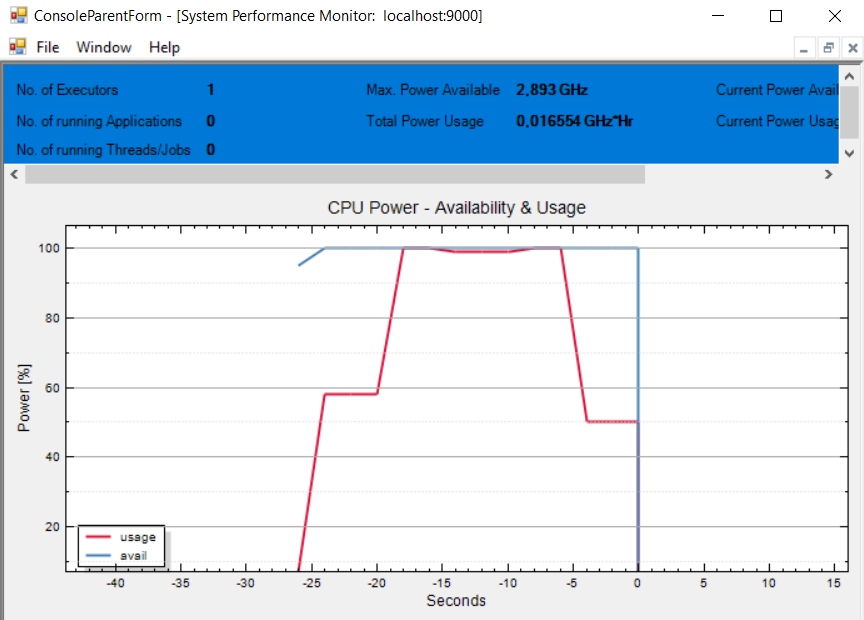 ConsoleParentForm - [System Performance Monitor: localhost:9000]
File Window Help
No. of Executors 1 Max. Power Available 2,893 GHz Current Power Avail
No. of running Applications 0 Total Power Usage 0,016554 GHz*Hr Current Power Usag
No. of running Threads/Jobs 0
CPU Power - Availability & Usage
100
80
60
40
20
Power [%]
usage
avail
-40 -35 -30 -25 -20 -15 -10 -5 0 5 10 15
Seconds